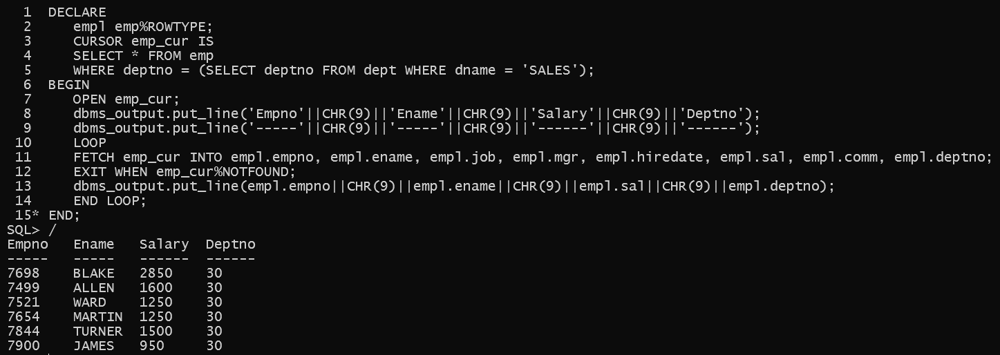 1  DECLARE
  2     empl emp%ROWTYPE;
  3     CURSOR emp_cur IS
  4     SELECT * FROM emp
  5     WHERE deptno = (SELECT deptno FROM dept WHERE dname = 'SALES');
  6  BEGIN
  7     OPEN emp_cur;
  8     dbms_output.put_line('Empno'||CHR(9)||'Ename'||CHR(9)||'Salary'||CHR(9)||'Deptno');
  9     dbms_output.put_line('-----'||CHR(9)||'-----'||CHR(9)||'------'||CHR(9)||'------');
 10     LOOP
 11     FETCH emp_cur INTO empl.empno, empl.ename, empl.job, empl.mgr, empl.hiredate, empl.sal, empl.comm, empl.deptno;
 12     EXIT WHEN emp_cur%NOTFOUND;
 13     dbms_output.put_line(empl.empno||CHR(9)||empl.ename||CHR(9)||empl.sal||CHR(9)||empl.deptno);
 14     END LOOP;
 15* END;
SQL> /
Empno   Ename   Salary  Deptno
-----   -----   ------  ------
7698    BLAKE   2850    30
7499    ALLEN   1600    30
7521    WARD    1250    30
7654    MARTIN  1250    30
7844    TURNER  1500    30
7900    JAMES   950     30